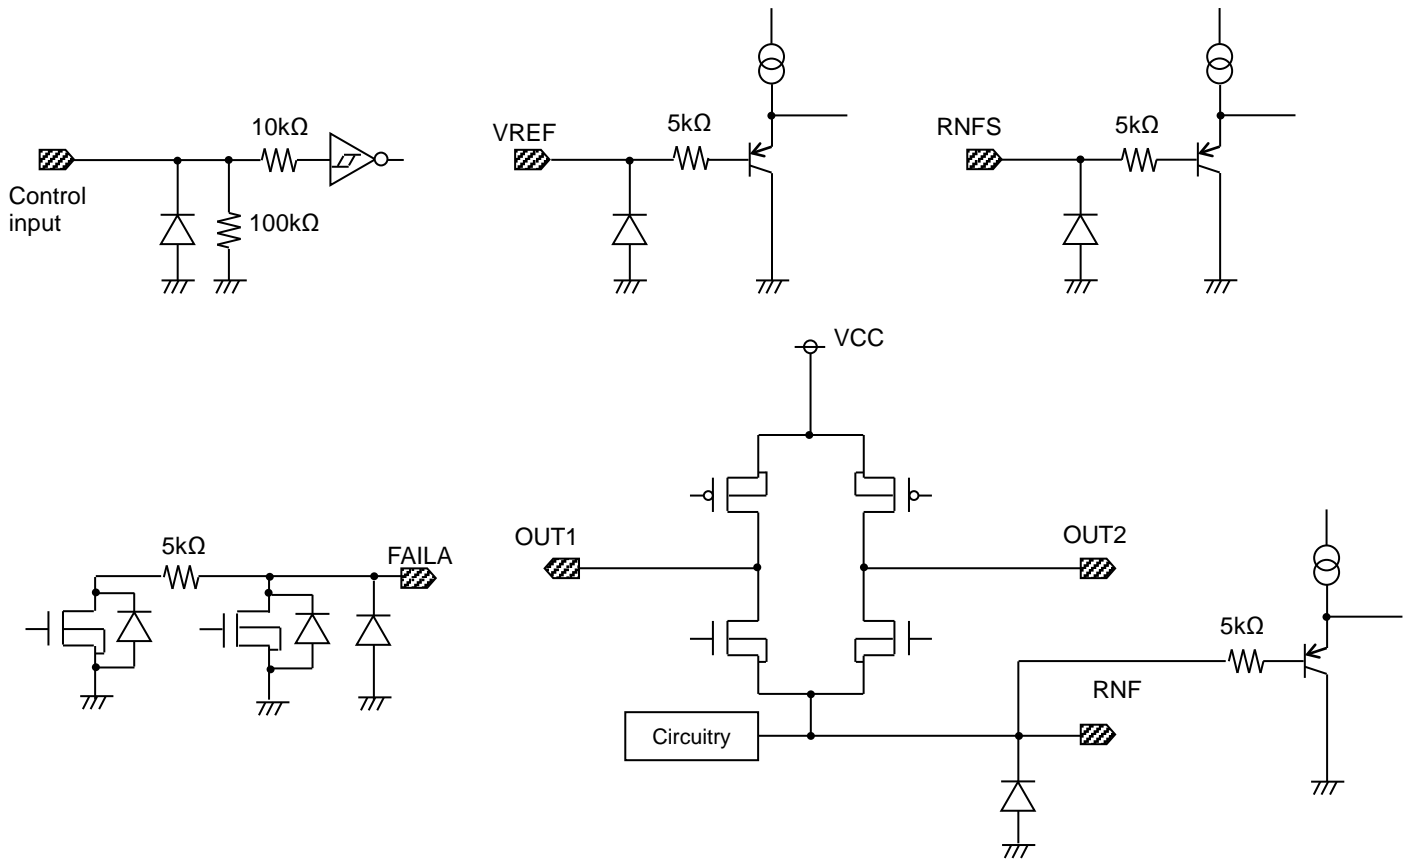 10kΩ
Control
input
100kΩ
VREF
5kΩ
RNFS
5kΩ
VCC
5kΩ
FAILA
OUT1
OUT2
5kΩ
RNF
Circuitry